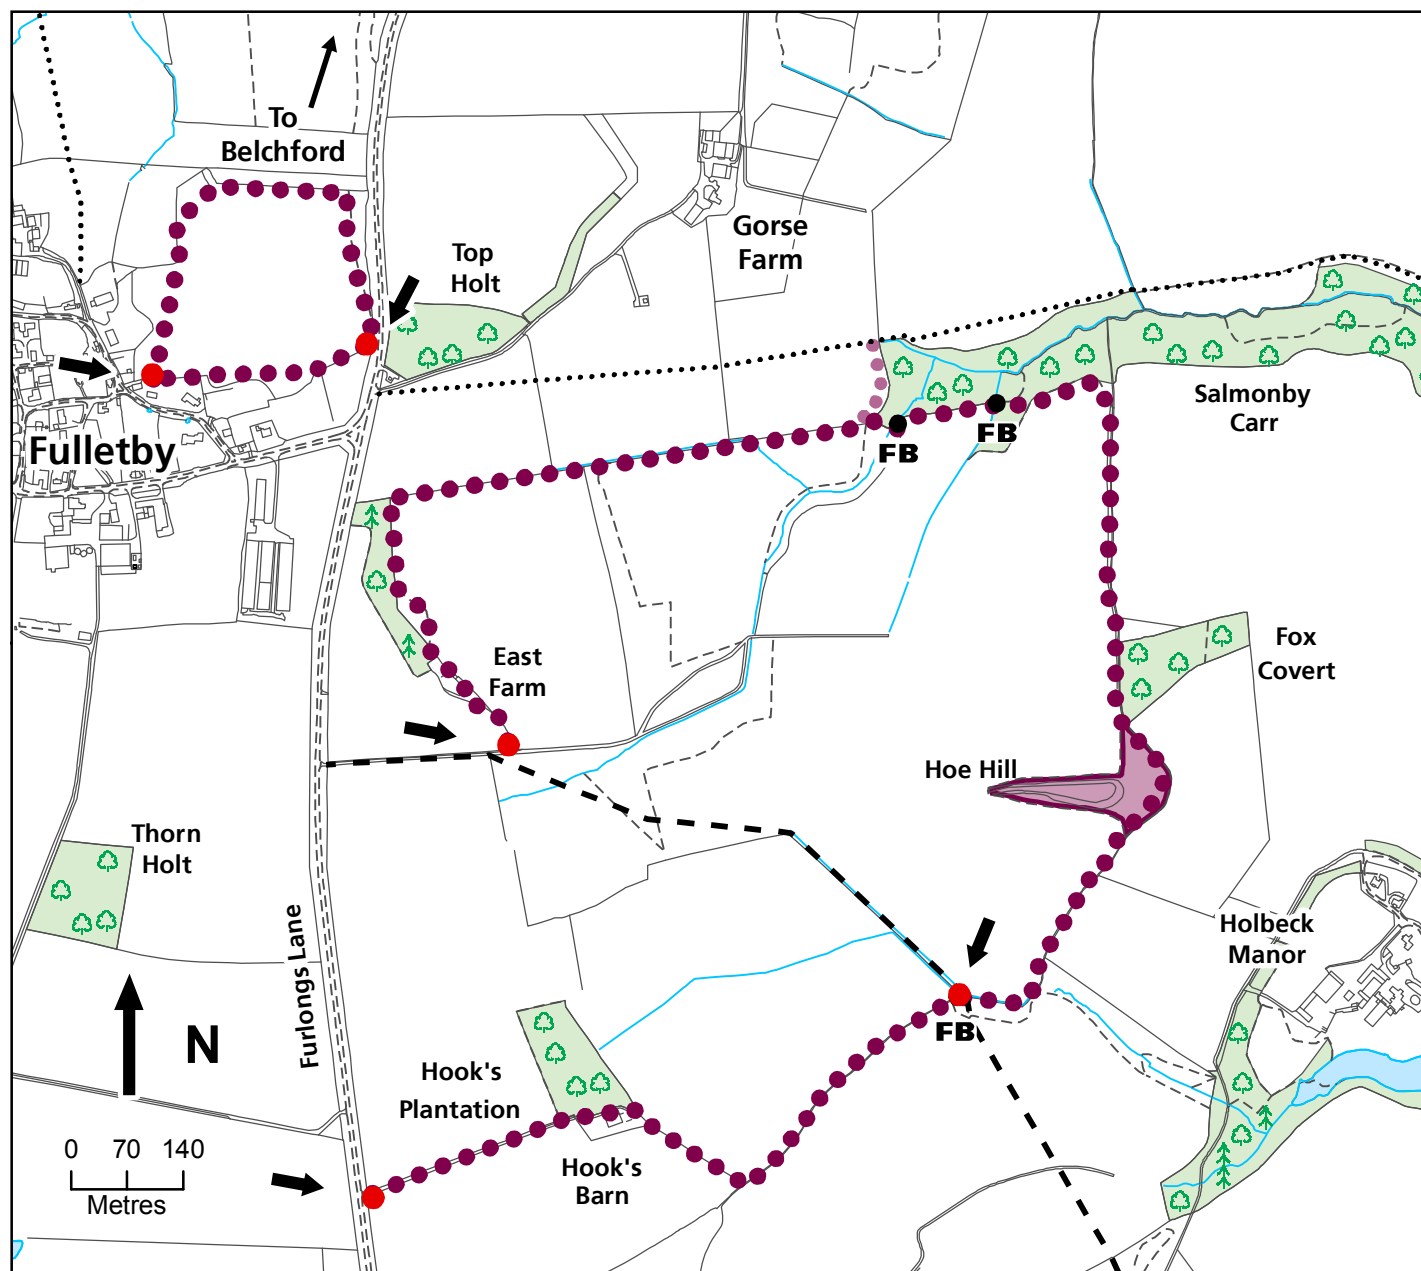 To
Belchford
Top
Holt
Gorse
Farm
Salmonby
Carr
Fulletby
FB
FB
East
Farm
Fox
Covert
Hoe Hill
Thorn
Holt
Furlongs Lane
Holbeck
Manor
N
FB
Hook's
Plantation
Hook's
Barn
0 70 140
Metres